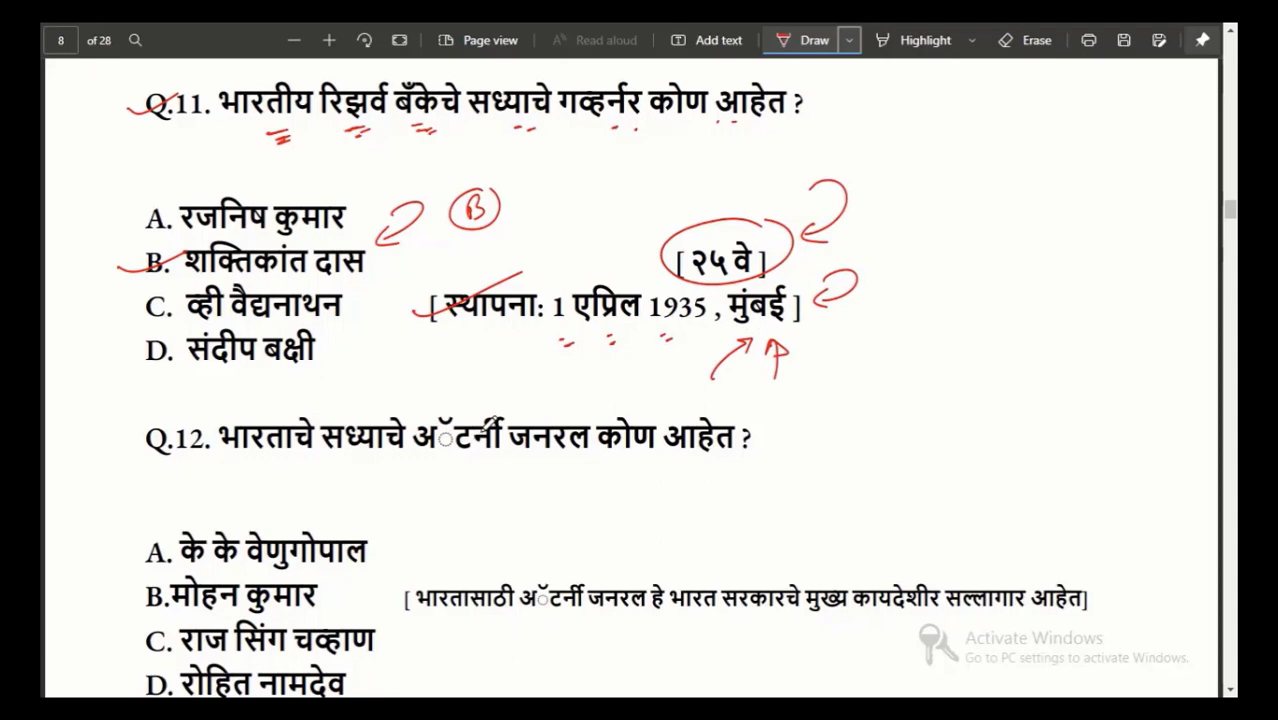 8 of 28 Page view Read aloud Add text Draw Highlight Erase
Q.11. भारतीय रिझर्व बँकेचे सध्याचे गव्हर्नर कोण आहेत ?
A. रजनिष कुमार
B
B. शक्तिकांत दास [ २५ वे ]
C. व्ही वैद्यनाथन [ स्थापना: 1 एप्रिल 1935 , मुंबई ]
D. संदीप बक्षी
Q.12. भारताचे सध्याचे अॅटर्नी जनरल कोण आहेत ?
A. के के वेणुगोपाल
B.मोहन कुमार [ भारतासाठी अॅटर्नी जनरल हे भारत सरकारचे मुख्य कायदेशीर सल्लागार आहेत]
C. राज सिंग चव्हाण
D. रोहित नामदेव
Activate Windows
Go to PC settings to activate Windows.